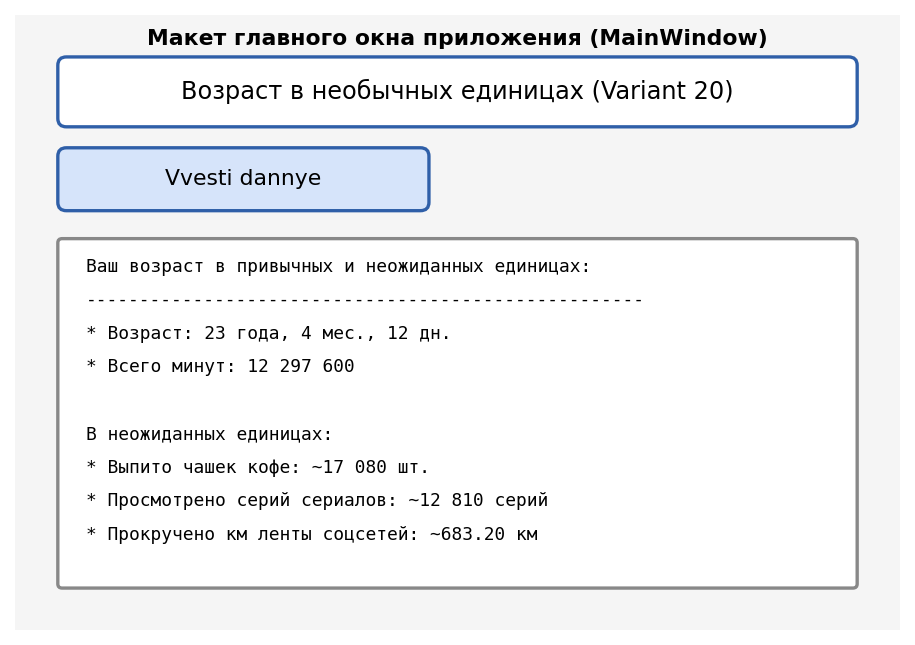 Макет главного окна приложения (MainWindow)
Возраст в необычных единицах (Variant 20)
Vvesti dannye
Ваш возраст в привычных и неожиданных единицах:
----------------------------------------------------
* Возраст: 23 года, 4 мес., 12 дн.
* Всего минут: 12 297 600
В неожиданных единицах:
* Выпито чашек кофе: ~17 080 шт.
* Просмотрено серий сериалов: ~12 810 серий
* Прокручено км ленты соцсетей: ~683.20 км